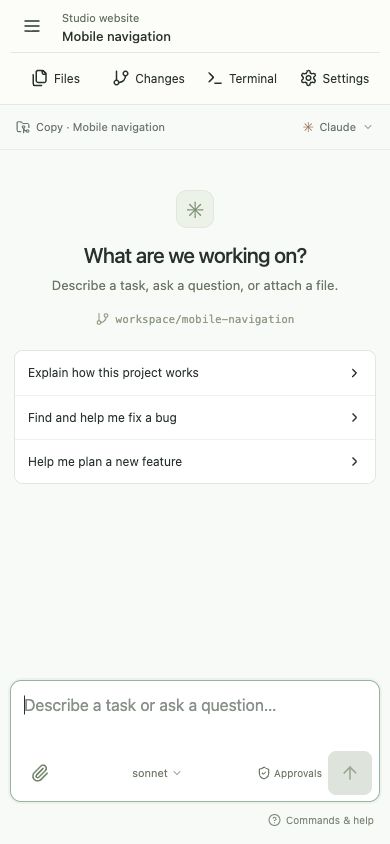 Studio website
Mobile navigation
Files
Changes
Terminal
Settings
Copy · Mobile navigation
Claude
What are we working on?
Describe a task, ask a question, or attach a file.
workspace/mobile-navigation
Explain how this project works
Find and help me fix a bug
Help me plan a new feature
Describe a task or ask a question...
sonnet
Approvals
Commands & help